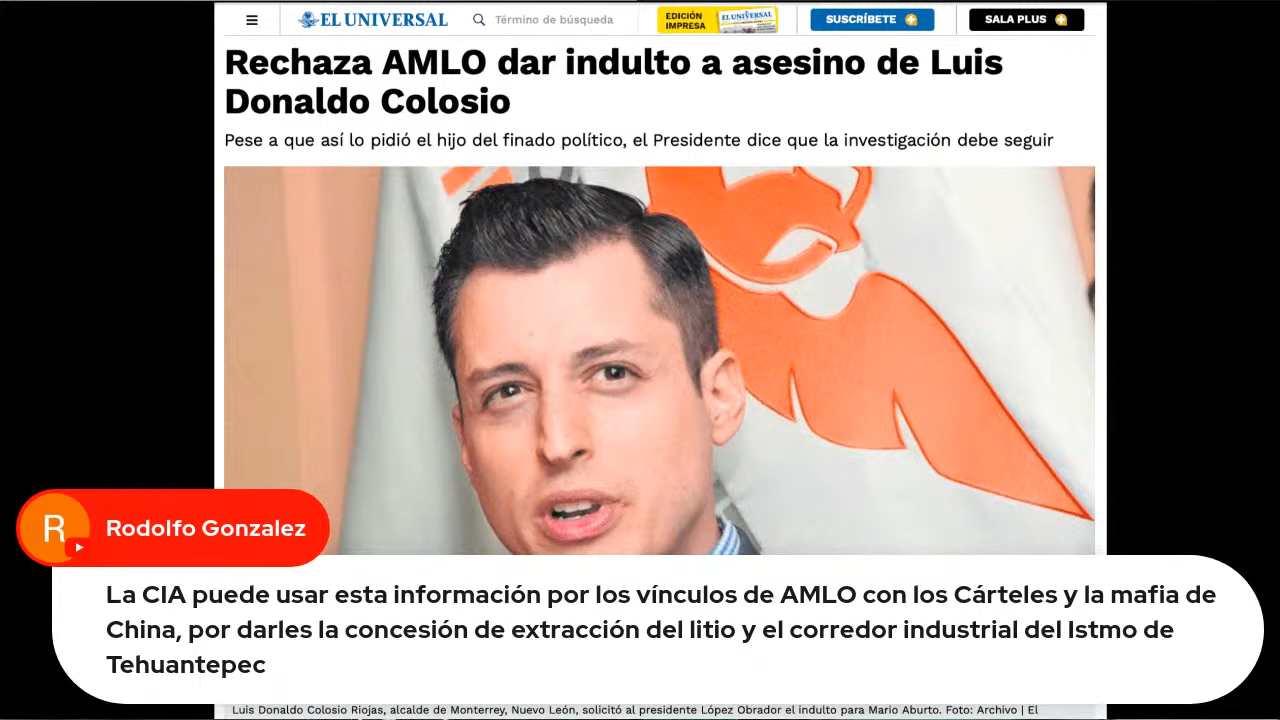 EL UNIVERSAL
Término de búsqueda
EDICIÓN
IMPRESA
EL UNIVERSAL
SUSCRÍBETE
SALA PLUS
Rechaza AMLO dar indulto a asesino de Luis
Donaldo Colosio
Pese a que así lo pidió el hijo del finado político, el Presidente dice que la investigación debe seguir
R
Rodolfo Gonzalez
La CIA puede usar esta información por los vínculos de AMLO con los Cárteles y la mafia de
China, por darles la concesión de extracción del litio y el corredor industrial del Istmo de
Tehuantepec
Luis Donaldo Colosio Riojas, alcalde de Monterrey, Nuevo León, solicitó al presidente López Obrador el indulto para Mario Aburto. Foto: Archivo | El